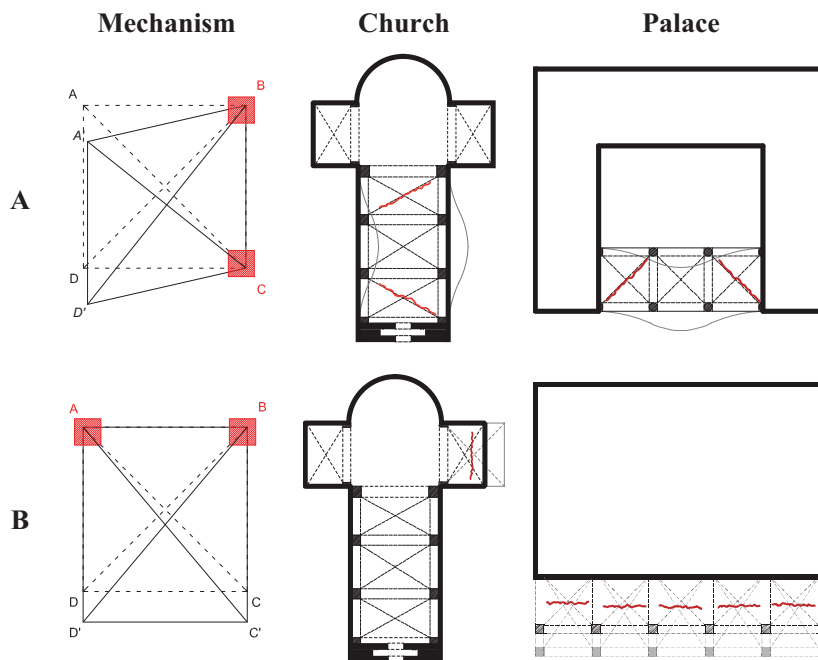 Mechanism Church Palace
A
A B
A'
D
D' C
B
A B
D C
D' C'